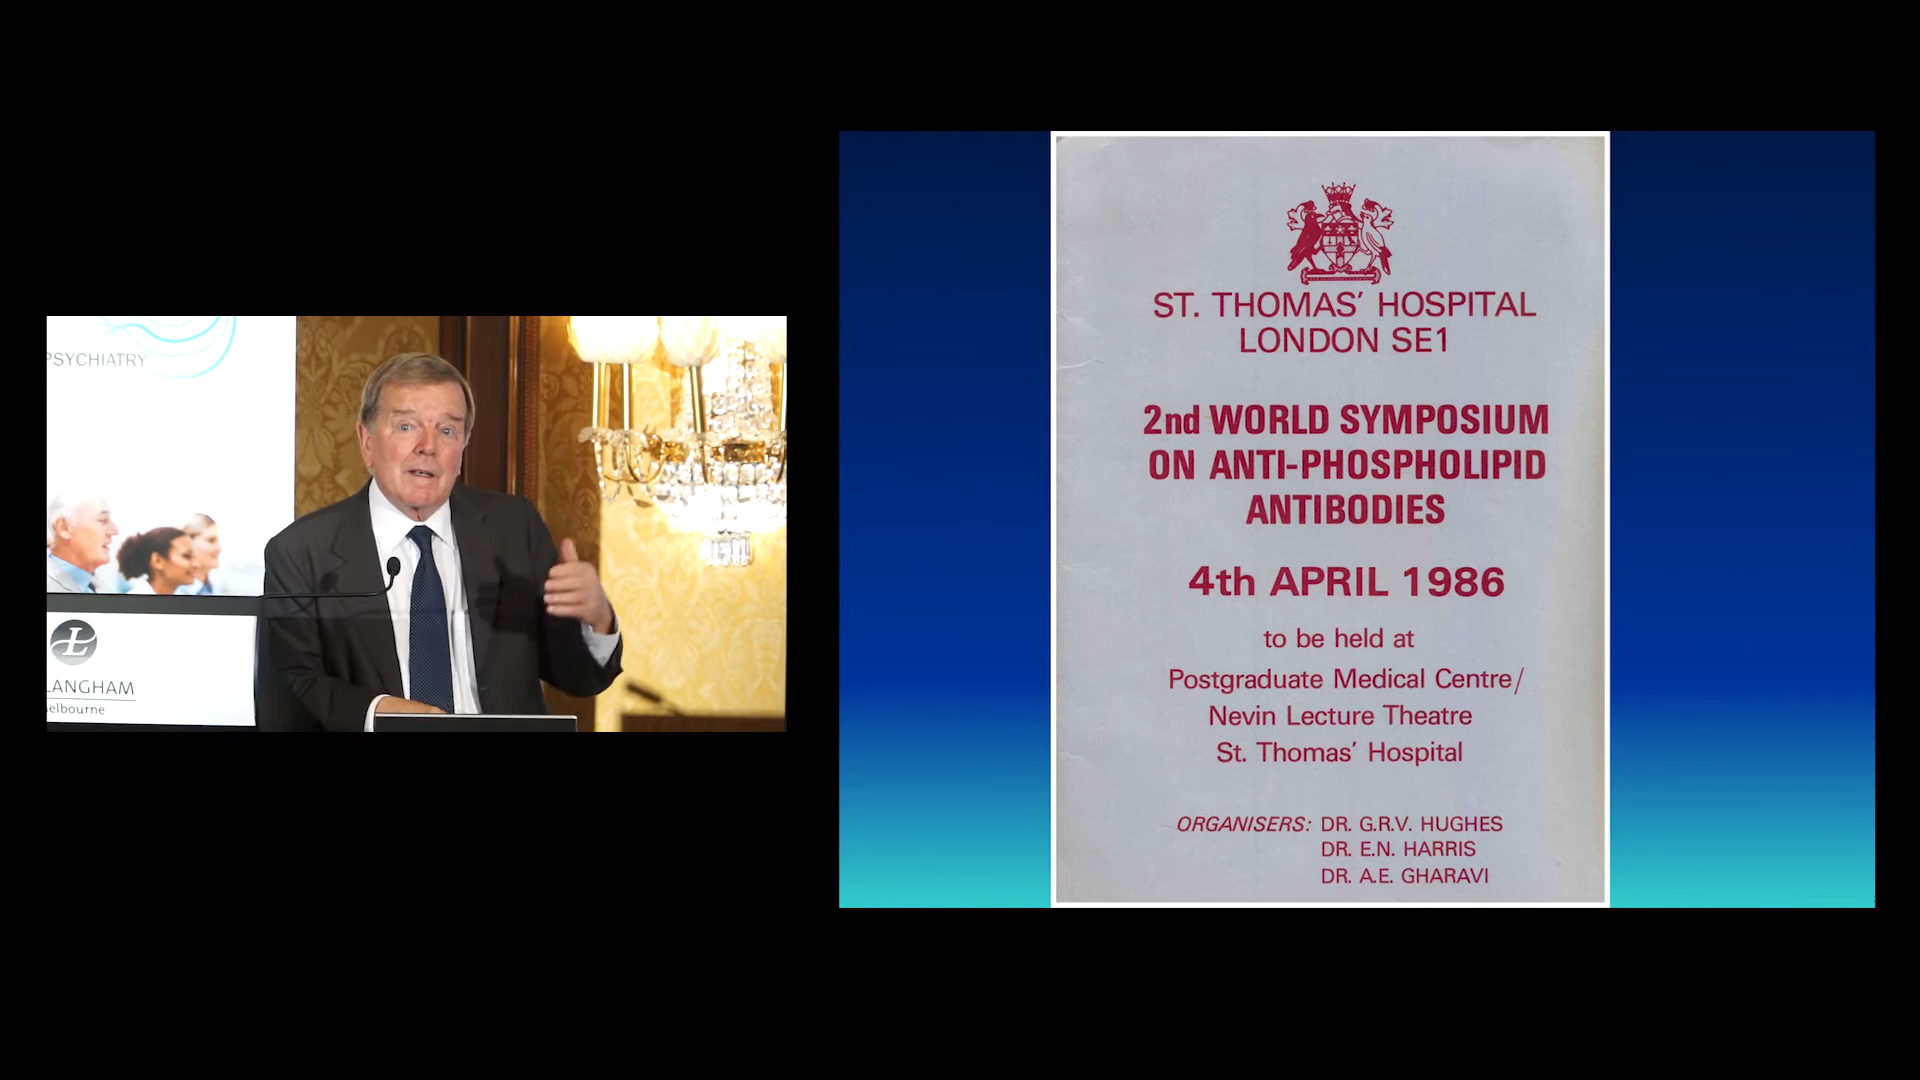 PSYCHIATRY
L
LANGHAM
elbourne
ST. THOMAS' HOSPITAL
LONDON SE1
2nd WORLD SYMPOSIUM
ON ANTI-PHOSPHOLIPID
ANTIBODIES
4th APRIL 1986
to be held at
Postgraduate Medical Centre/
Nevin Lecture Theatre
St. Thomas' Hospital
ORGANISERS: DR. G.R.V. HUGHES
DR. E.N. HARRIS
DR. A.E. GHARAVI